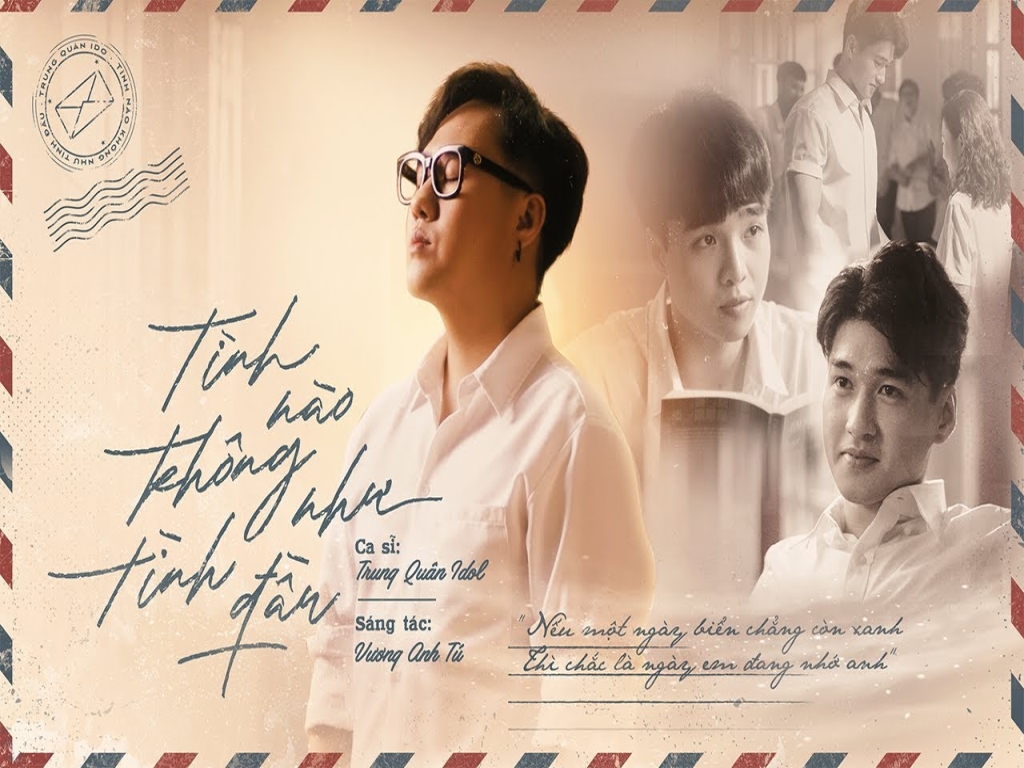 TRUNG QUÂN IDO · TÌNH NÀO KHÔNG NHƯ TÌNH ĐẦU ·
Tình
nào
không
như
tình
đầu
Ca sĩ:
Trung Quân Idol
Sáng tác:
Vương Anh Tú
"Nếu một ngày biển chẳng còn xanh
Thì chắc là ngày em đang nhớ anh"